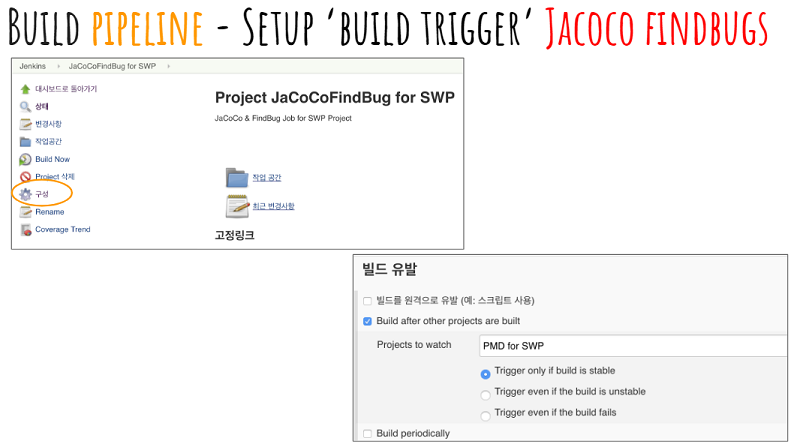 Build pipeline - Setup ‘build trigger’ Jacoco findbugs
Jenkins › JaCoCoFindBug for SWP ›
대시보드로 돌아가기
상태
변경사항
작업공간
Build Now
Project 삭제
구성
Rename
Coverage Trend
Project JaCoCoFindBug for SWP
JaCoCo & FindBug Job for SWP Project
작업 공간
최근 변경사항
고정링크
빌드 유발
빌드를 원격으로 유발 (예: 스크립트 사용)
Build after other projects are built
Projects to watch PMD for SWP
Trigger only if build is stable
Trigger even if the build is unstable
Trigger even if the build fails
Build periodically